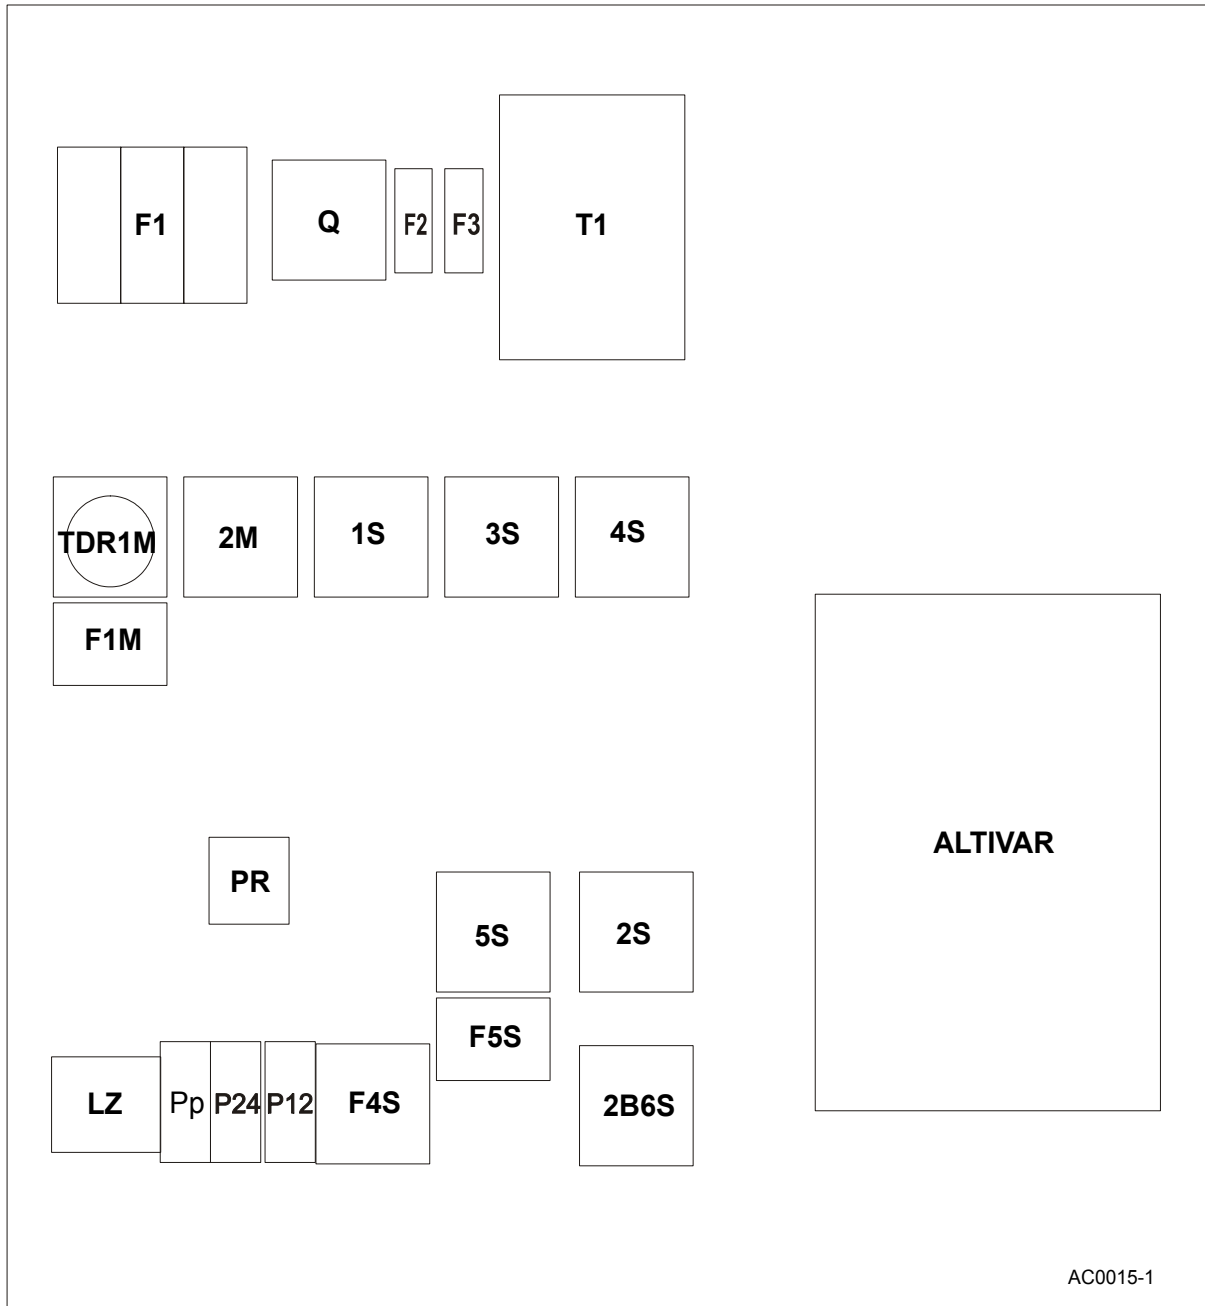 F1 Q F2 F3 T1
TDR1M 2M 1S 3S 4S
F1M
ALTIVAR
PR
5S 2S
F5S
LZ Pp P24 P12 F4S 2B6S
AC0015-1